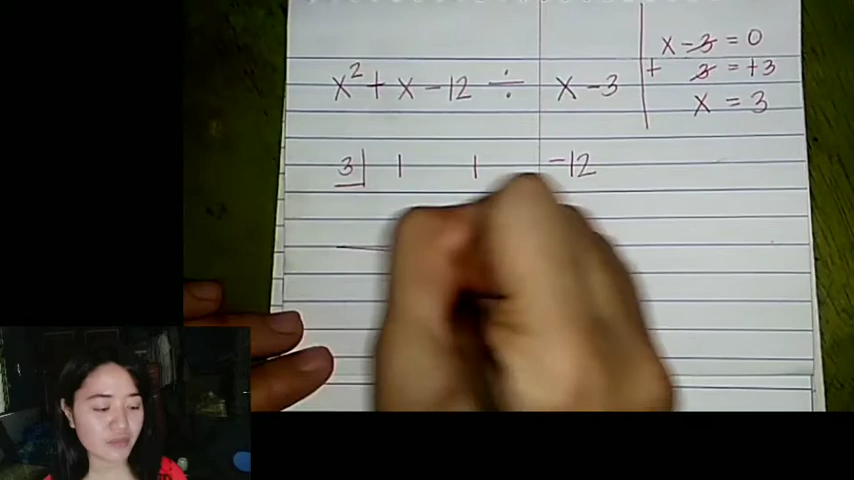 x² + x - 12 ÷ x - 3
x - 3 = 0
+ 3 = +3
x = 3
3 1 1 -12